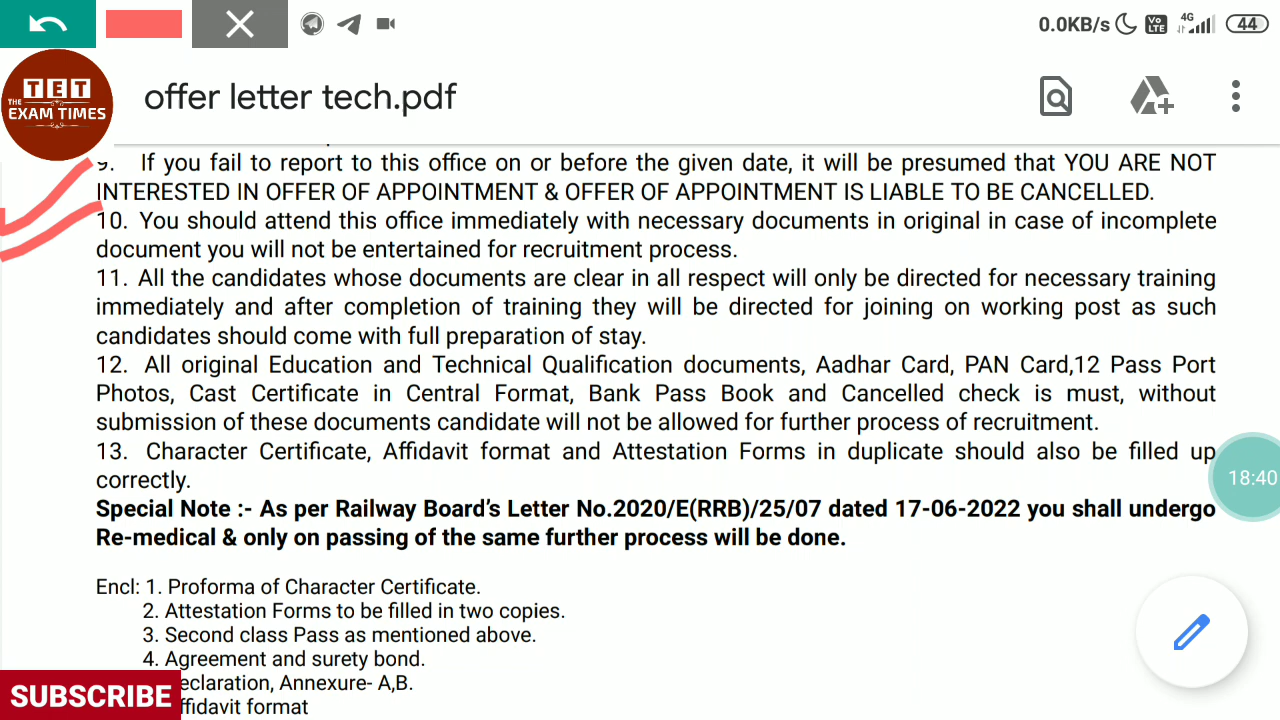 0.0KB/s Vo LTE 4G 44
TET
THE EXAM TIMES
offer letter tech.pdf
9. If you fail to report to this office on or before the given date, it will be presumed that YOU ARE NOT
INTERESTED IN OFFER OF APPOINTMENT & OFFER OF APPOINTMENT IS LIABLE TO BE CANCELLED.
10. You should attend this office immediately with necessary documents in original in case of incomplete
document you will not be entertained for recruitment process.
11. All the candidates whose documents are clear in all respect will only be directed for necessary training
immediately and after completion of training they will be directed for joining on working post as such
candidates should come with full preparation of stay.
12. All original Education and Technical Qualification documents, Aadhar Card, PAN Card,12 Pass Port
Photos, Cast Certificate in Central Format, Bank Pass Book and Cancelled check is must, without
submission of these documents candidate will not be allowed for further process of recruitment.
13. Character Certificate, Affidavit format and Attestation Forms in duplicate should also be filled up
correctly.
18:40
Special Note :- As per Railway Board’s Letter No.2020/E(RRB)/25/07 dated 17-06-2022 you shall undergo
Re-medical & only on passing of the same further process will be done.
Encl: 1. Proforma of Character Certificate.
2. Attestation Forms to be filled in two copies.
3. Second class Pass as mentioned above.
4. Agreement and surety bond.
eclaration, Annexure- A,B.
ffidavit format
SUBSCRIBE